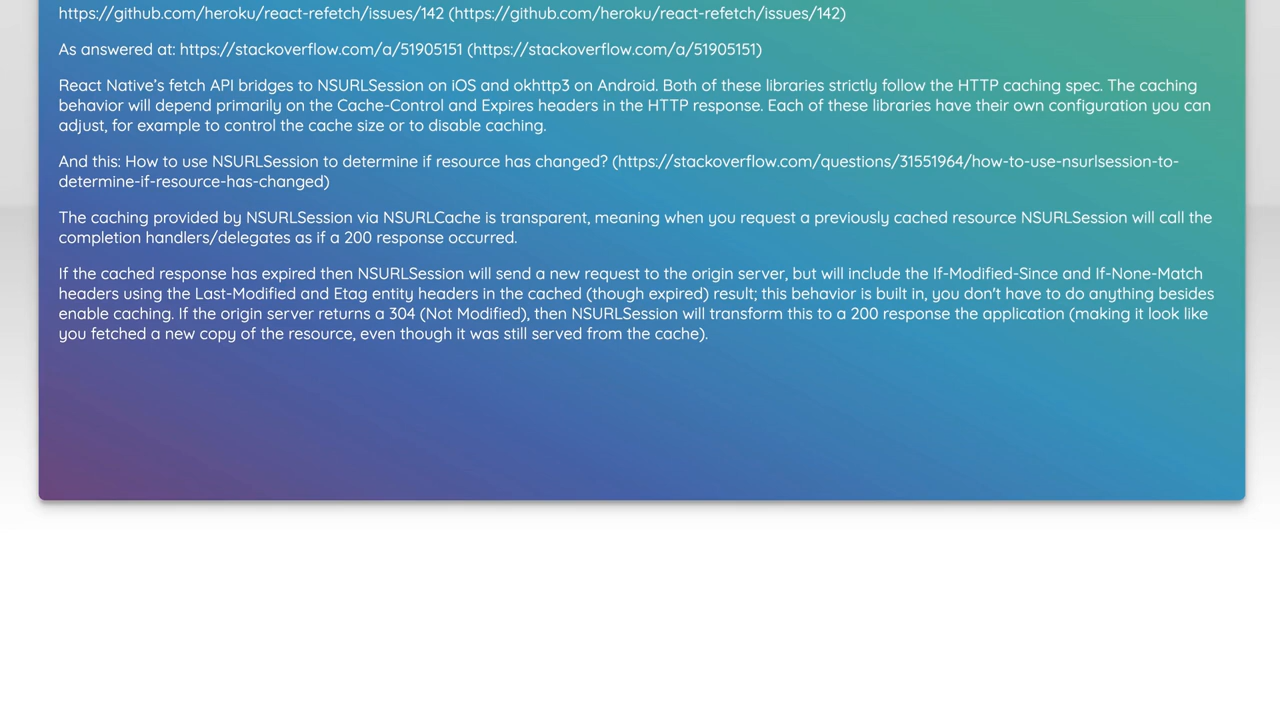 https://github.com/heroku/react-refetch/issues/142 (https://github.com/heroku/react-refetch/issues/142)
As answered at: https://stackoverflow.com/a/51905151 (https://stackoverflow.com/a/51905151)
React Native's fetch API bridges to NSURLSession on iOS and okhttp3 on Android. Both of these libraries strictly follow the HTTP caching spec. The caching
behavior will depend primarily on the Cache-Control and Expires headers in the HTTP response. Each of these libraries have their own configuration you can
adjust, for example to control the cache size or to disable caching.
And this: How to use NSURLSession to determine if resource has changed? (https://stackoverflow.com/questions/31551964/how-to-use-nsurlsession-to-
determine-if-resource-has-changed)
The caching provided by NSURLSession via NSURLCache is transparent, meaning when you request a previously cached resource NSURLSession will call the
completion handlers/delegates as if a 200 response occurred.
If the cached response has expired then NSURLSession will send a new request to the origin server, but will include the If-Modified-Since and If-None-Match
headers using the Last-Modified and Etag entity headers in the cached (though expired) result; this behavior is built in, you don't have to do anything besides
enable caching. If the origin server returns a 304 (Not Modified), then NSURLSession will transform this to a 200 response the application (making it look like
you fetched a new copy of the resource, even though it was still served from the cache).